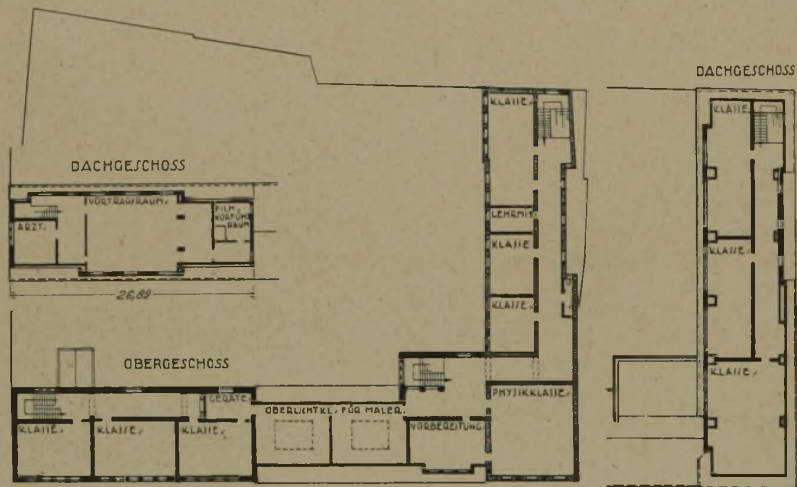 DACHGESCHOSS
VORTRAGSRAUM.
FILM
VORFÜHR
RAUM
ARZT.
26,89
DACHGESCHOSS
KLASSE.
KLASSE.
KLASSE.
KLASSE.
LEHRMIT.
KLASSE
KLASSE.
OBERGESCHOSS
GERÄTE.
OBERLICHTKL. FÜR MALER.
PHYSIKKLASSE.
KLASSE.
KLASSE.
KLASSE.
VORBEREITUNG